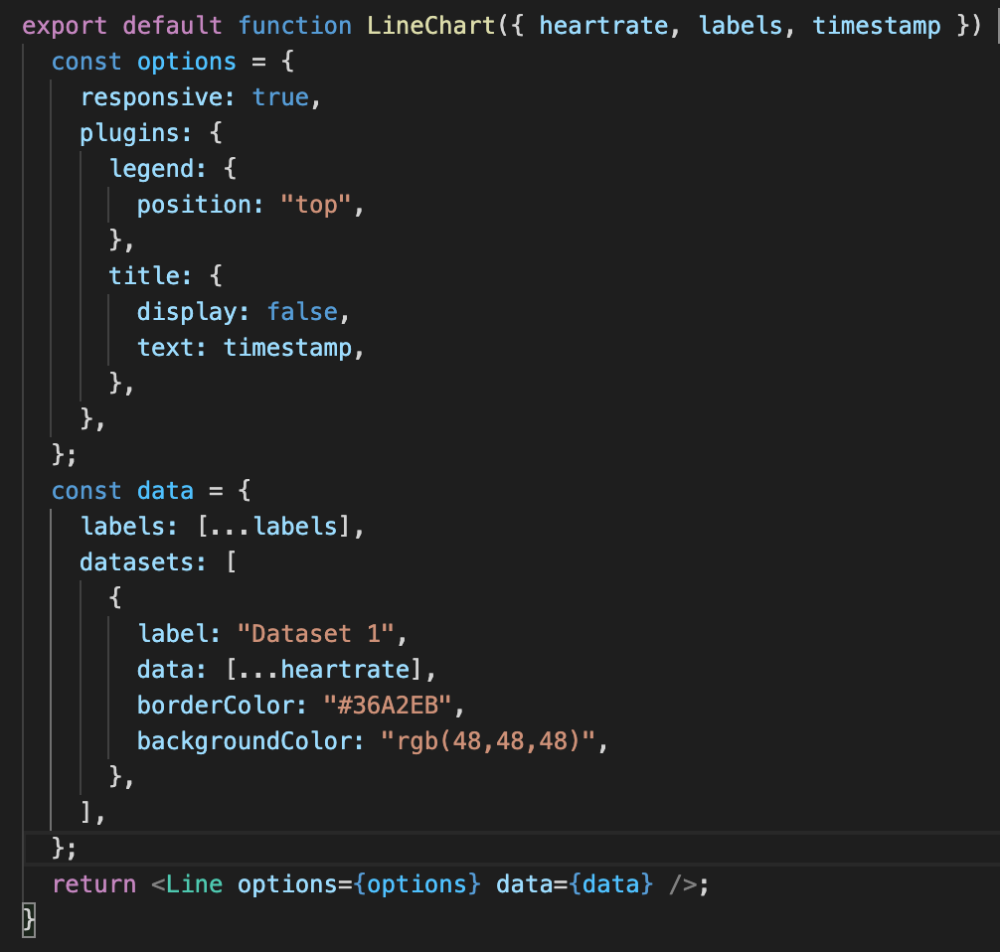 export default function LineChart({ heartrate, labels, timestamp })
  const options = {
    responsive: true,
    plugins: {
      legend: {
        position: "top",
      },
      title: {
        display: false,
        text: timestamp,
      },
    },
  };
  const data = {
    labels: [...labels],
    datasets: [
      {
        label: "Dataset 1",
        data: [...heartrate],
        borderColor: "#36A2EB",
        backgroundColor: "rgb(48,48,48)",
      },
    ],
  };
  return <Line options={options} data={data} />;
}